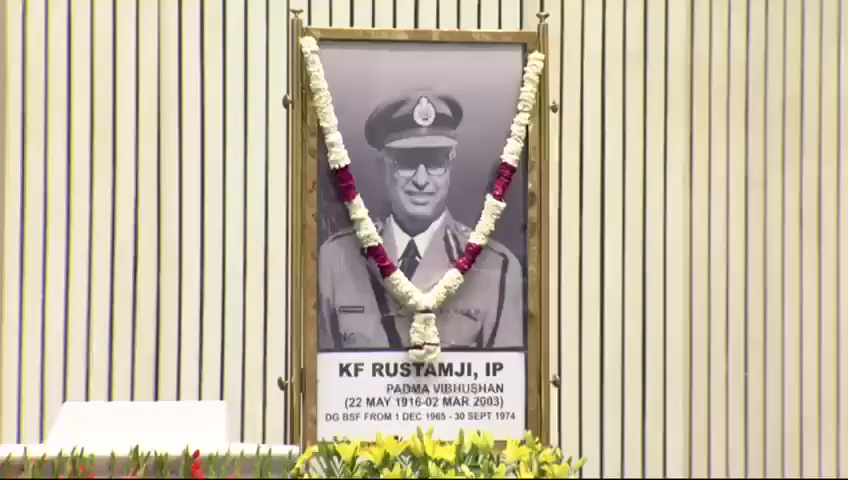 KF RUSTAMJI, IP
PADMA VIBHUSHAN
(22 MAY 1916-02 MAR 2003)
DG BSF FROM 1 DEC 1965 - 30 SEPT 1974